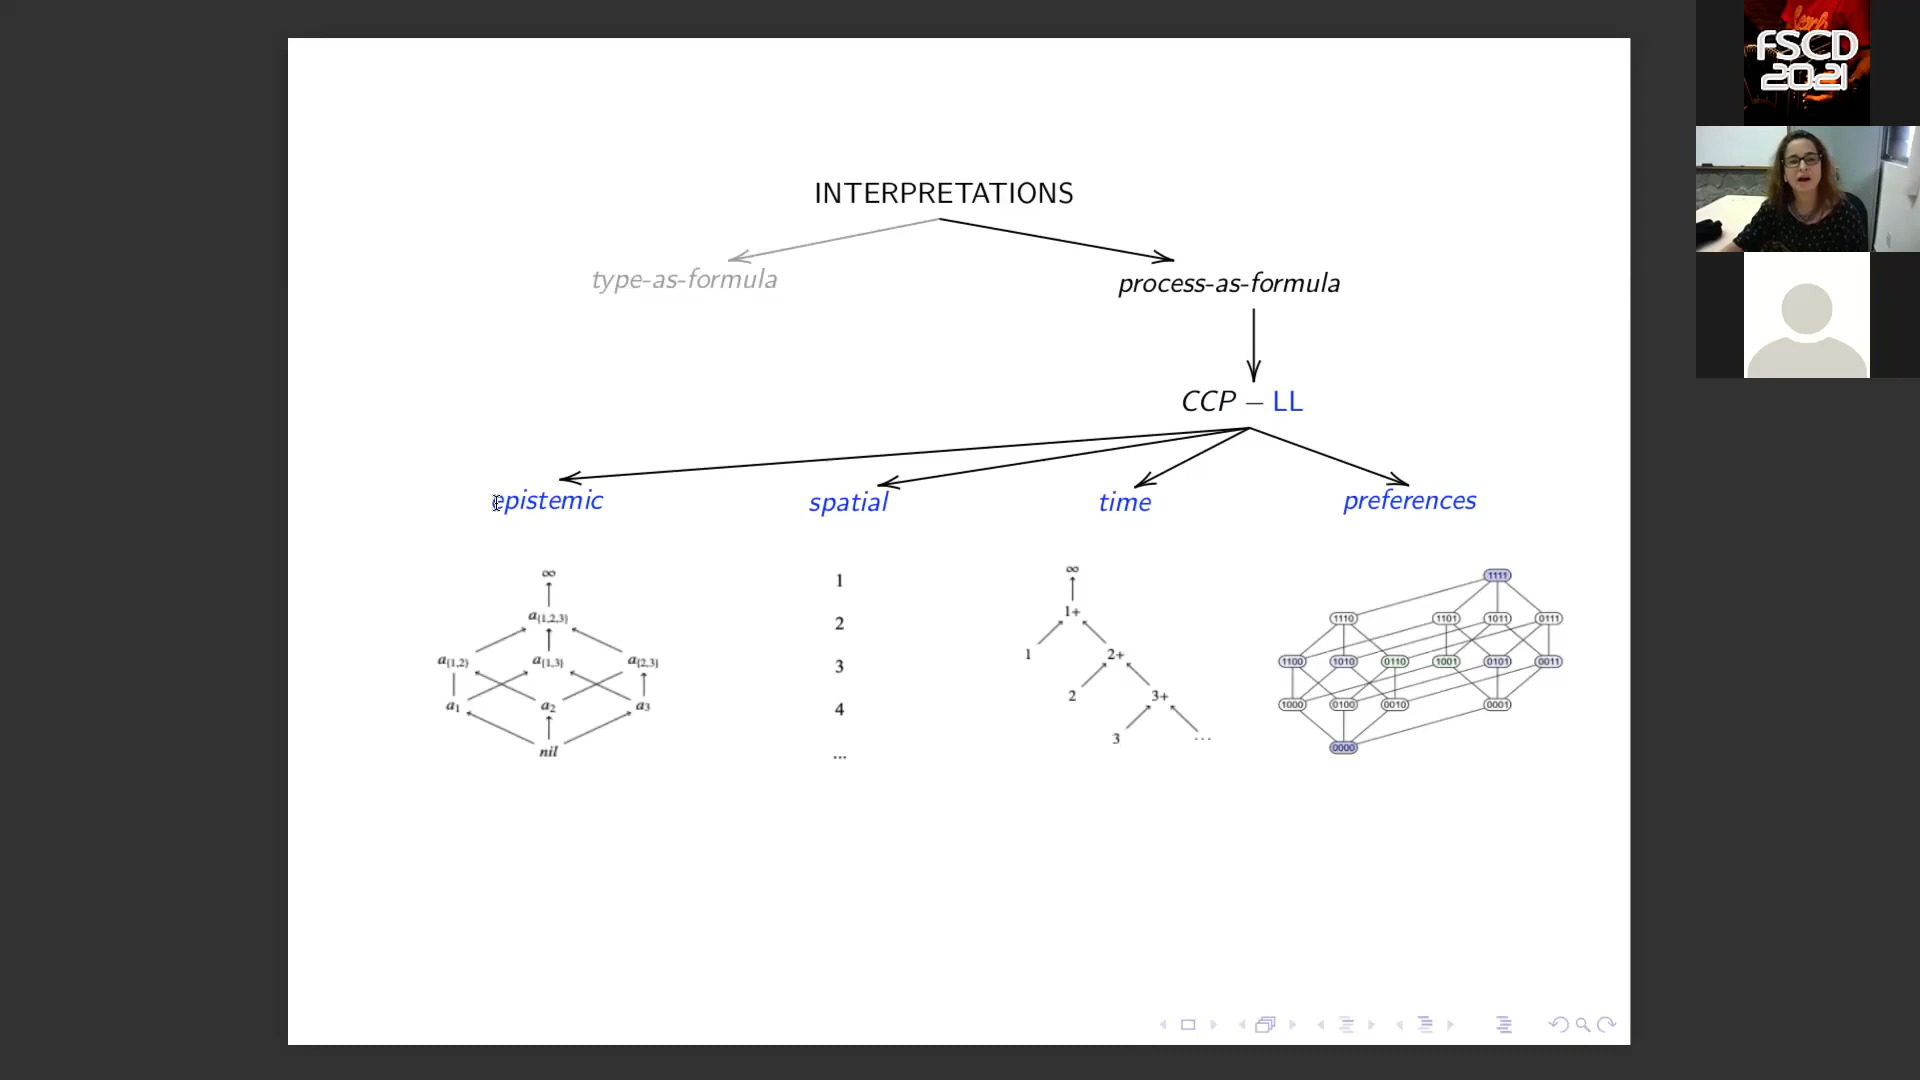 INTERPRETATIONS
type-as-formula
process-as-formula
CCP – LL
epistemic
spatial
time
preferences
∞
a{1,2,3}
a{1,2} a{1,3} a{2,3}
a1 a2 a3
nil
1
2
3
4
...
∞
1+
1 2+
2 3+
3 ...
1111
1110 1101 1011 0111
1100 1010 0110 1001 0101 0011
1000 0100 0010 0001
0000
FSCD
2021